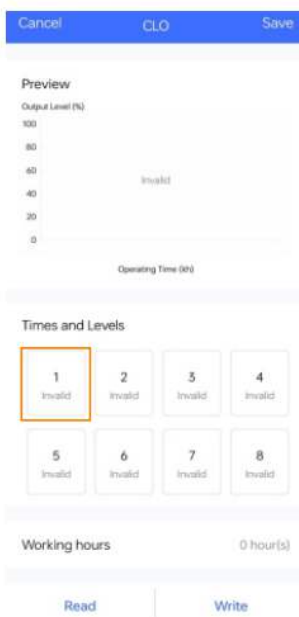 Cancel CLO Save
Preview
Output Level (%)
100
80
60
Invalid
40
20
0
Operating Time (kh)
Times and Levels
1 2 3 4
Invalid Invalid Invalid Invalid
5 6 7 8
Invalid Invalid Invalid Invalid
Working hours 0 hour(s)
Read Write